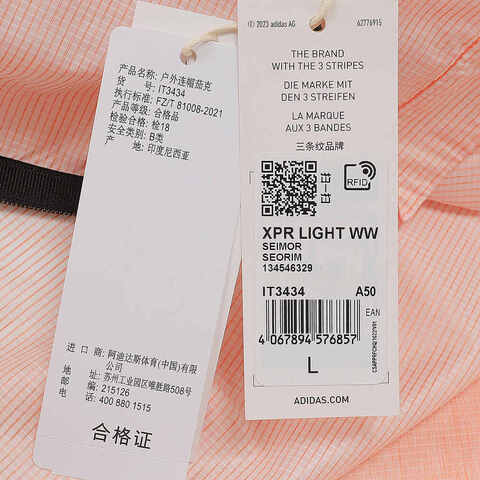 产品名称: 户外连帽茄克
货 号: IT3434
执行标准: FZ/T 81008-2021
产品等级: 合格品
检验合格: 检18
安全类别: B类
产 地: 印度尼西亚
进 口 商: 阿迪达斯体育(中国)有限公司
地址: 苏州工业园区唯胜路508号
邮编: 215126
电话: 400 880 1515
合格证
© 2023 adidas AG 62776915
THE BRAND
WITH THE 3 STRIPES
DIE MARKE MIT
DEN 3 STREIFEN
LA MARQUE
AUX 3 BANDES
三条纹品牌
RFID
XPR LIGHT WW
SEIMOR
SEORIM
134546329
IT3434 A50
EAN
4 067894 576857
L
ADIDAS.COM